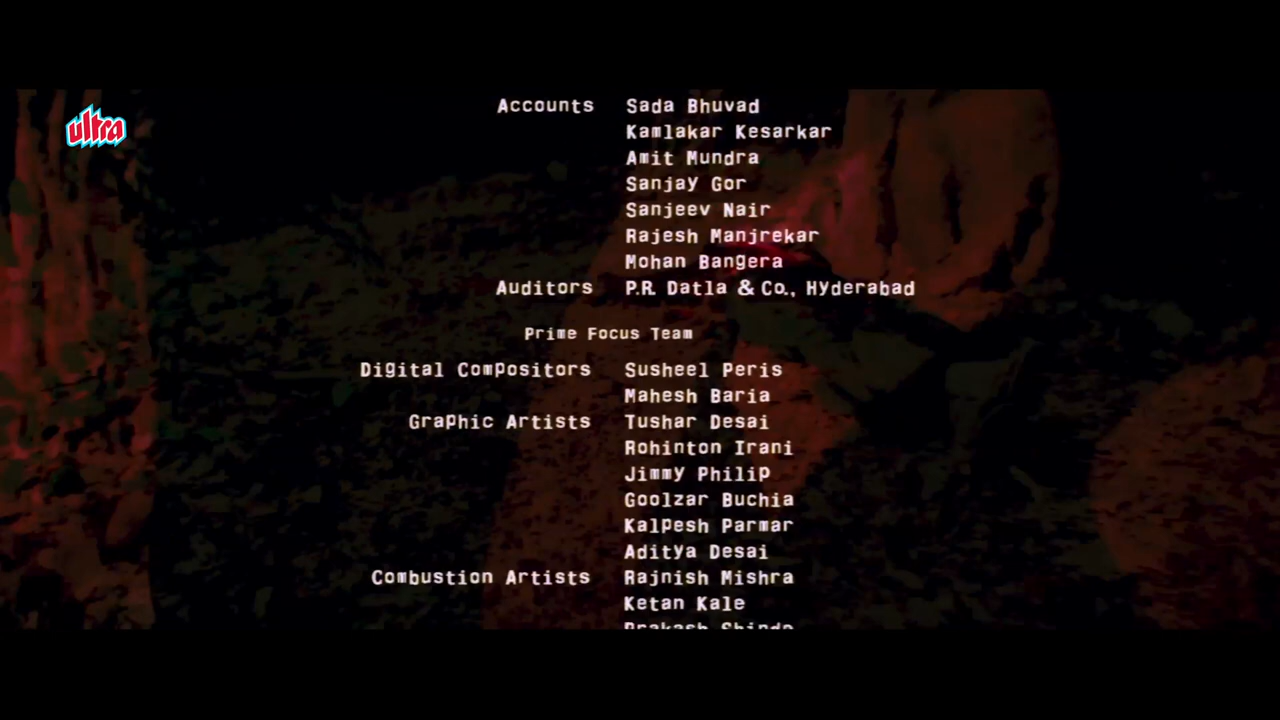 ultra
Accounts Sada Bhuvad
Kamlakar Kesarkar
Amit Mundra
Sanjay Gor
Sanjeev Nair
Rajesh Manjrekar
Mohan Bangera
Auditors P.R. Datla & Co., Hyderabad
Prime Focus Team
Digital Compositors Susheel Peris
Mahesh Baria
Graphic Artists Tushar Desai
Rohinton Irani
Jimmy Philip
Goolzar Buchia
Kalpesh Parmar
Aditya Desai
Combustion Artists Rajnish Mishra
Ketan Kale